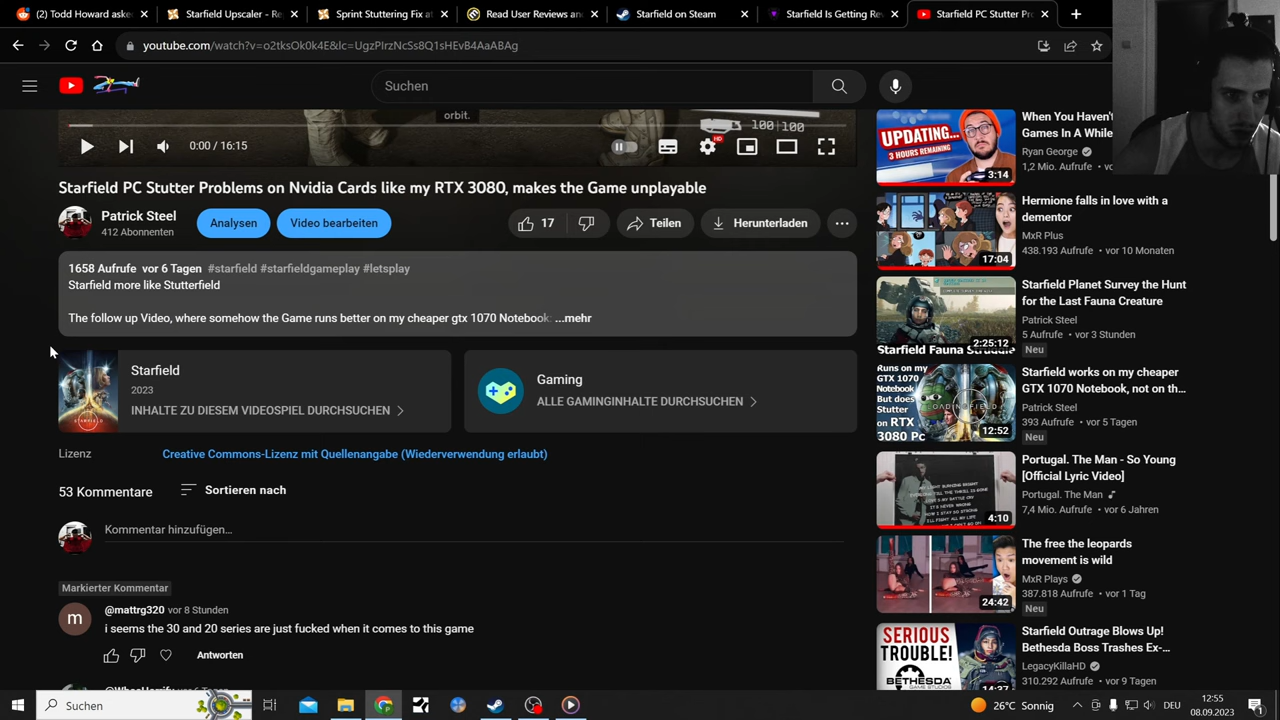 (2) Todd Howard aske
Starfield Upscaler - Re
Sprint Stuttering Fix at
Read User Reviews and
Starfield on Steam
Starfield Is Getting Re
Starfield PC Stutter Pro
youtube.com/watch?v=o2tksOk0k4E&lc=UgzPIrzNcSs8Q1sHEvB4AaABAg
Suchen
orbit.
100|100
0:00 / 16:15
HD
Starfield PC Stutter Problems on Nvidia Cards like my RTX 3080, makes the Game unplayable
Patrick Steel
412 Abonnenten
Analysen
Video bearbeiten
17
Teilen
Herunterladen
1658 Aufrufe vor 6 Tagen #starfield #starfieldgameplay #letsplay
Starfield more like Stutterfield
The follow up Video, where somehow the Game runs better on my cheaper gtx 1070 Notebook: ...mehr
Starfield
2023
INHALTE ZU DIESEM VIDEOSPIEL DURCHSUCHEN
Gaming
ALLE GAMINGINHALTE DURCHSUCHEN
Lizenz
Creative Commons-Lizenz mit Quellenangabe (Wiederverwendung erlaubt)
53 Kommentare
Sortieren nach
Kommentar hinzufügen...
Markierter Kommentar
m
@mattrg320 vor 8 Stunden
i seems the 30 and 20 series are just fucked when it comes to this game
Antworten
UPDATING...
3 HOURS REMAINING
3:14
When You Haven't
Games In A While
Ryan George
1,2 Mio. Aufrufe
17:04
Hermione falls in love with a
dementor
MxR Plus
438.193 Aufrufe • vor 10 Monaten
2:25:12
Starfield Fauna Struggle
Starfield Planet Survey the Hunt
for the Last Fauna Creature
Patrick Steel
5 Aufrufe • vor 3 Stunden
Neu
Runs on my
GTX 1070
Notebook
But does
Stutter
on RTX
3080 Pc
LOADINGFIELD
12:52
Starfield works on my cheaper
GTX 1070 Notebook, not on th...
Patrick Steel
393 Aufrufe • vor 5 Tagen
Neu
4:10
Portugal. The Man - So Young
[Official Lyric Video]
Portugal. The Man
7,4 Mio. Aufrufe • vor 6 Jahren
24:42
The free the leopards
movement is wild
MxR Plays
387.818 Aufrufe • vor 1 Tag
Neu
SERIOUS
TROUBLE!
BETHESDA
GAME STUDIOS
14:37
Starfield Outrage Blows Up!
Bethesda Boss Trashes Ex-...
LegacyKillaHD
310.292 Aufrufe • vor 9 Tagen
Suchen
26°C Sonnig
DEU
12:55
08.09.2023